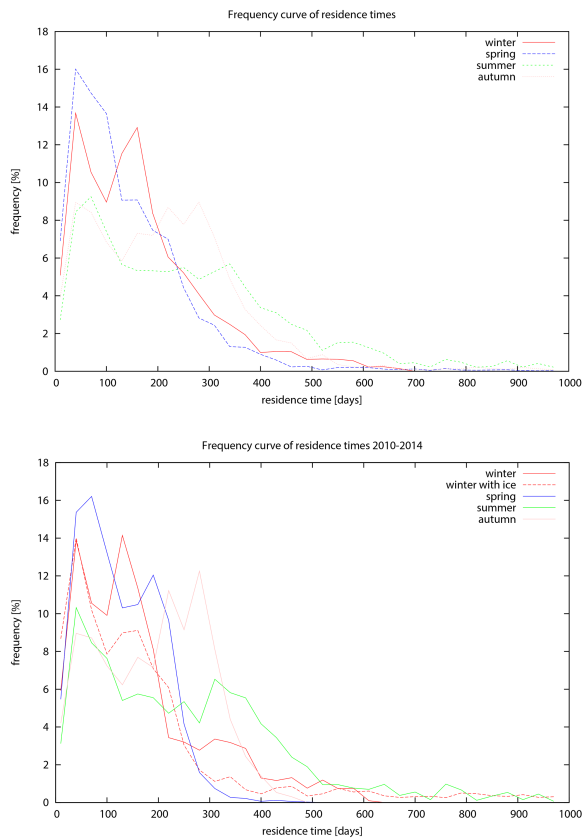 Frequency curve of residence times
18
16
14
12
10
8
6
4
2
0
frequency [%]
winter
spring
summer
autumn
0 100 200 300 400 500 600 700 800 900 1000
residence time [days]
Frequency curve of residence times 2010-2014
18
16
14
12
10
8
6
4
2
0
frequency [%]
winter
winter with ice
spring
summer
autumn
0 100 200 300 400 500 600 700 800 900 1000
residence time [days]